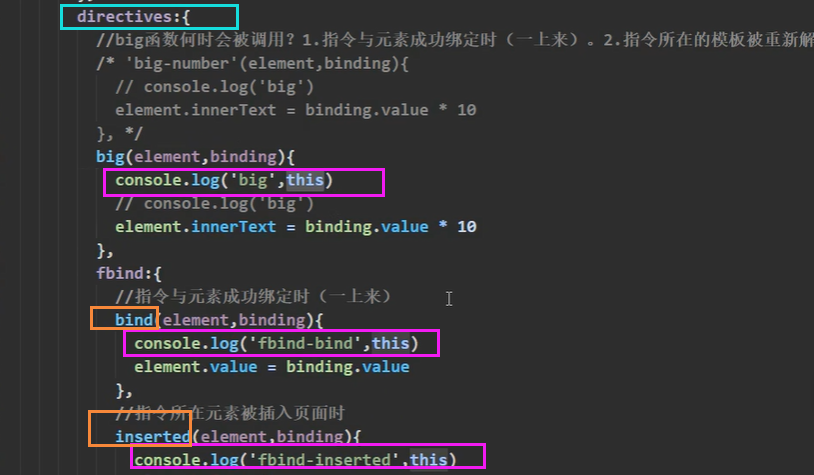 directives:{
//big函数何时会被调用？1.指令与元素成功绑定时（一上来）。2.指令所在的模板被重新解
/* 'big-number'(element,binding){
// console.log('big')
element.innerText = binding.value * 10
}, */
big(element,binding){
console.log('big',this)
// console.log('big')
element.innerText = binding.value * 10
},
fbind:{
//指令与元素成功绑定时（一上来）
bind(element,binding){
console.log('fbind-bind',this)
element.value = binding.value
},
//指令所在元素被插入页面时
inserted(element,binding){
console.log('fbind-inserted',this)